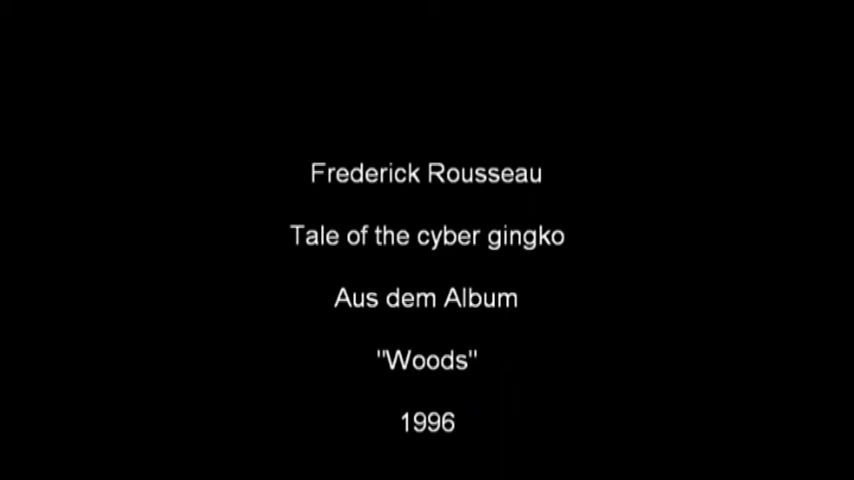 Frederick Rousseau
Tale of the cyber gingko
Aus dem Album
"Woods"
1996